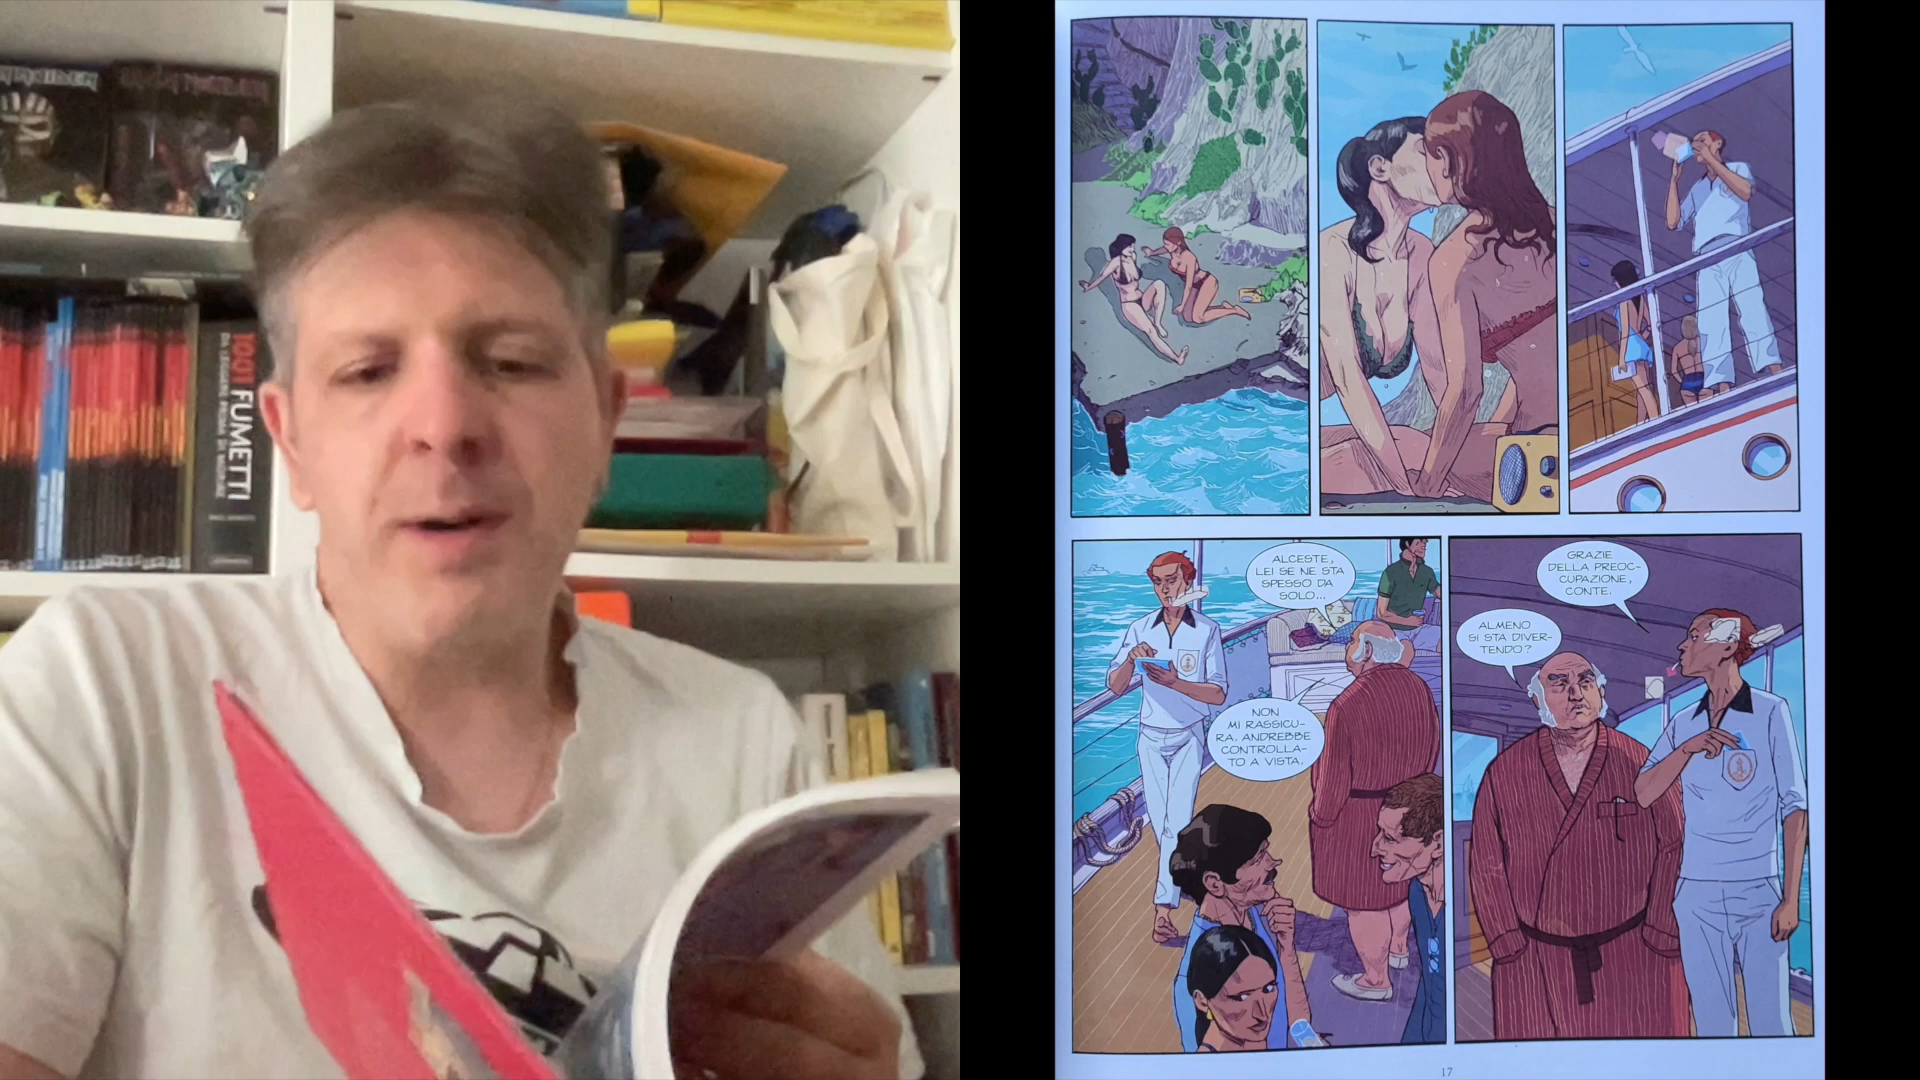 1001 FUMETTI
ALCESTE,
LEI SE NE STA
SPESSO DA
SOLO...
NON
MI RASSICU-
RA. ANDREBBE
CONTROLLA-
TO A VISTA.
GRAZIE
DELLA PREOC-
CUPAZIONE,
CONTE.
ALMENO
SI STA DIVER-
TENDO?
17